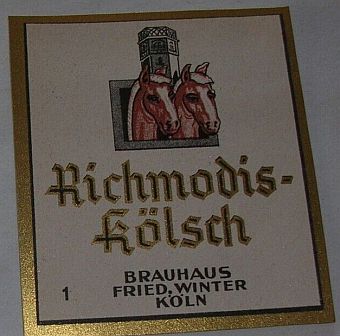 Richmodis-
Kölsch
BRAUHAUS
FRIED, WINTER
1
KÖLN